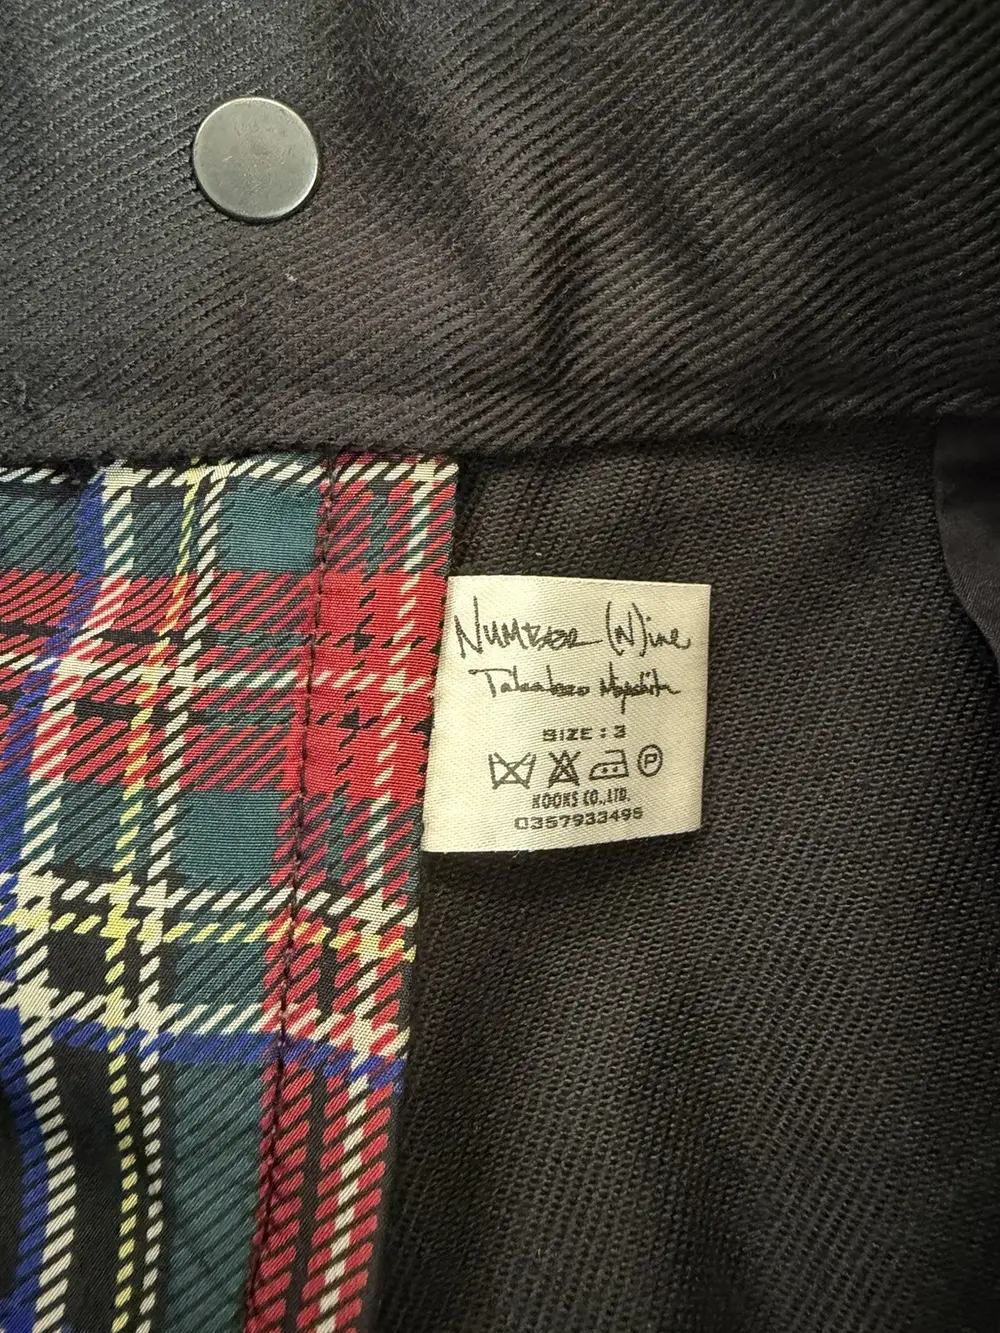 Number (N)ine
Takahiro Miyashita
SIZE : 3
P
KOOKS CO.,LTD.
0357933495